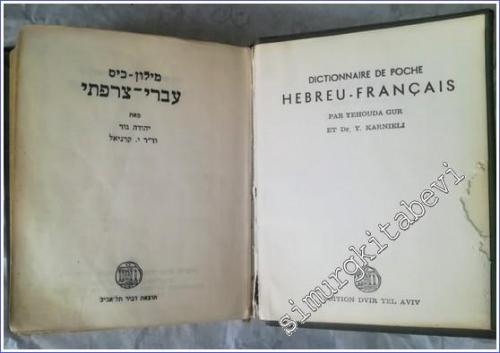 מילון-כיס
עברי-צרפתי
מאת
יהודה גור
וד"ר י. קרניאל
הוצאת דביר תל-אביב
DICTIONNAIRE DE POCHE
HEBREU-FRANÇAIS
PAR YEHOUDA GUR
ET Dr. Y. KARNIELI
EDITION DVIR TEL AVIV
simurgkitabevi